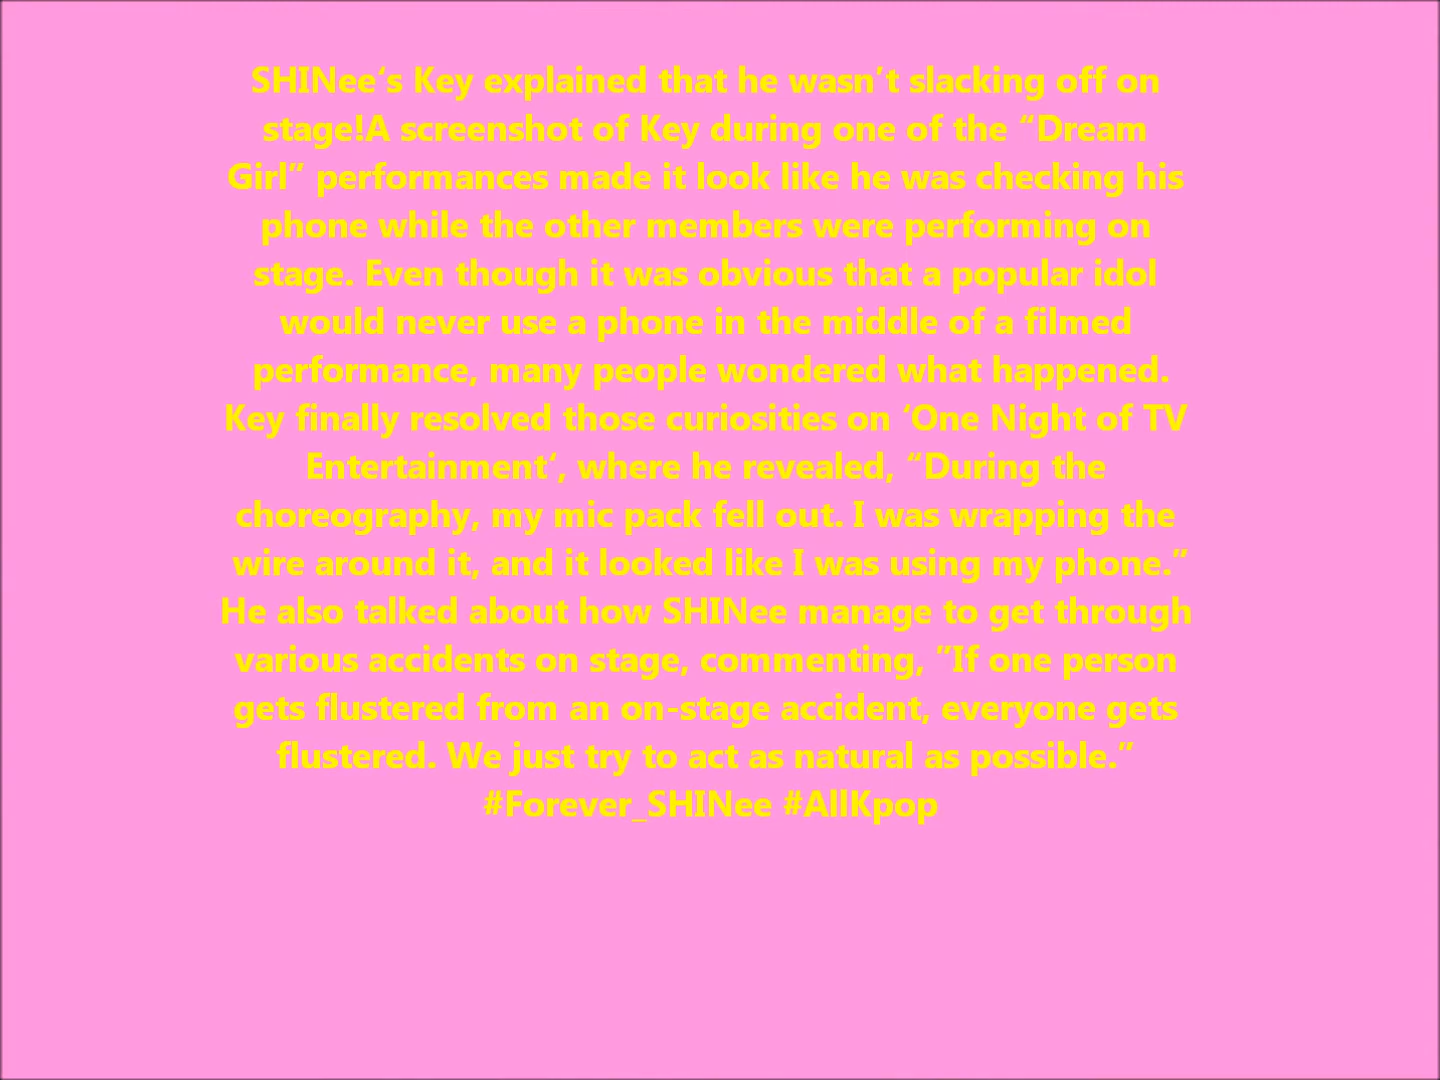 SHINee‘s Key explained that he wasn’t slacking off on
stage!A screenshot of Key during one of the “Dream
Girl” performances made it look like he was checking his
phone while the other members were performing on
stage. Even though it was obvious that a popular idol
would never use a phone in the middle of a filmed
performance, many people wondered what happened.
Key finally resolved those curiosities on ‘One Night of TV
Entertainment‘, where he revealed, “During the
choreography, my mic pack fell out. I was wrapping the
wire around it, and it looked like I was using my phone.”
He also talked about how SHINee manage to get through
various accidents on stage, commenting, ”If one person
gets flustered from an on-stage accident, everyone gets
flustered. We just try to act as natural as possible.”
#Forever_SHINee #AllKpop